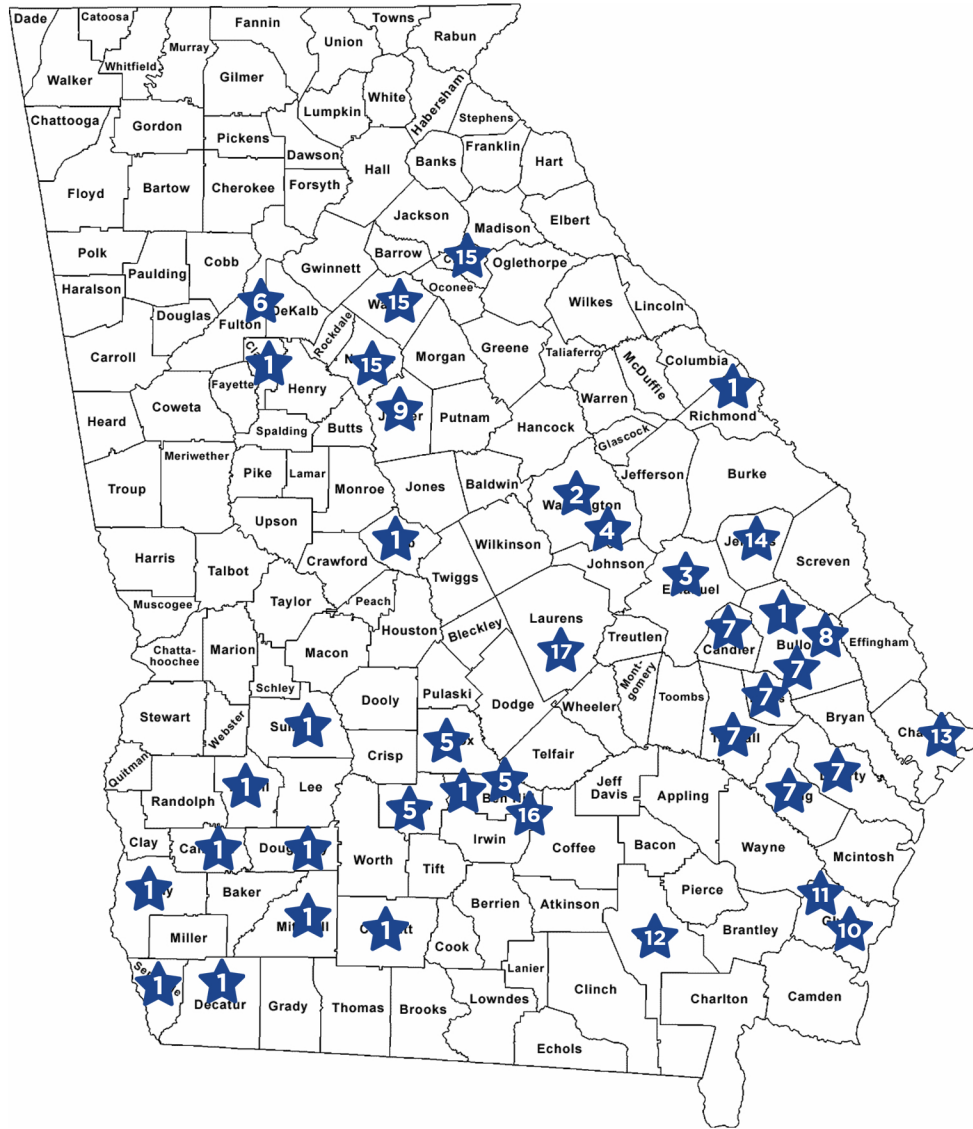 Dade
Catoosa
Fannin
Towns
Union
Rabun
Murray
Whitfield
Walker
Gilmer
White
Habersham
Lumpkin
Chattooga
Gordon
Stephens
Pickens
Franklin
Dawson
Banks
Hart
Hall
Floyd
Bartow
Cherokee
Forsyth
Jackson
Elbert
Madison
Polk
Cobb
Barrow
15
Oglethorpe
Paulding
Gwinnett
Haralson
Oconee
6
DeKalb
15
Wilkes
Lincoln
Douglas
Fulton
Rockdale
Carroll
1
15
Morgan
Greene
Taliaferro
McDuffie
Columbia
Fayette
Henry
1
Coweta
9
Warren
Heard
Butts
Putnam
Hancock
Richmond
Spalding
Glascock
Meriwether
Pike
Lamar
Jefferson
Burke
Troup
Monroe
Jones
Baldwin
2
Washington
Upson
4
1
14
Harris
Crawford
Wilkinson
Johnson
Screven
Talbot
Twiggs
3
Emanuel
Taylor
Peach
Muscogee
1
Houston
Bleckley
Laurens
7
8
Treutlen
Effingham
Chatta-
hoochee
Marion
Macon
Candler
17
7
Mont-
gomery
Schley
Pulaski
Dooly
Toombs
7
Stewart
Webster
Dodge
Wheeler
Bryan
1
5
7
13
Crisp
Telfair
Quitman
7
1
5
Jeff
Davis
7
Randolph
Lee
1
Appling
5
16
Clay
1
1
Irwin
Wayne
Worth
Coffee
Bacon
Mcintosh
Tift
1
Baker
Pierce
11
Berrien
Atkinson
1
Brantley
10
Miller
1
12
Cook
Lanier
1
1
Clinch
Charlton
Camden
Decatur
Grady
Thomas
Brooks
Lowndes
Echols